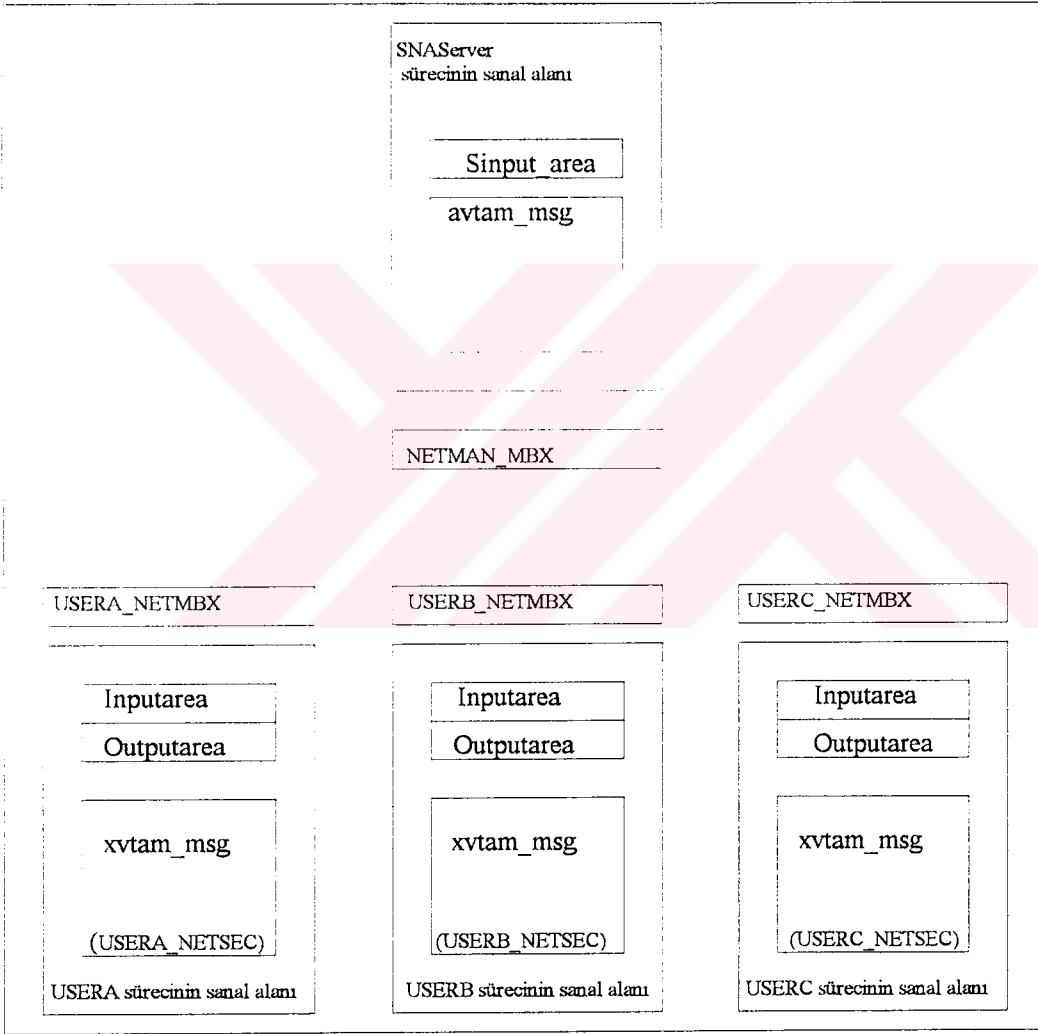 SNAServer
sürecinin sanal alanı
Sinput_area
avtam_msg
NETMAN_MBX
USERA_NETMBX
USERB_NETMBX
USERC_NETMBX
Inputarea
Inputarea
Inputarea
Outputarea
Outputarea
Outputarea
xvtam_msg
xvtam_msg
xvtam_msg
(USERA_NETSEC)
(USERB_NETSEC)
(USERC_NETSEC)
USERA sürecinin sanal alanı
USERB sürecinin sanal alanı
USERC sürecinin sanal alanı